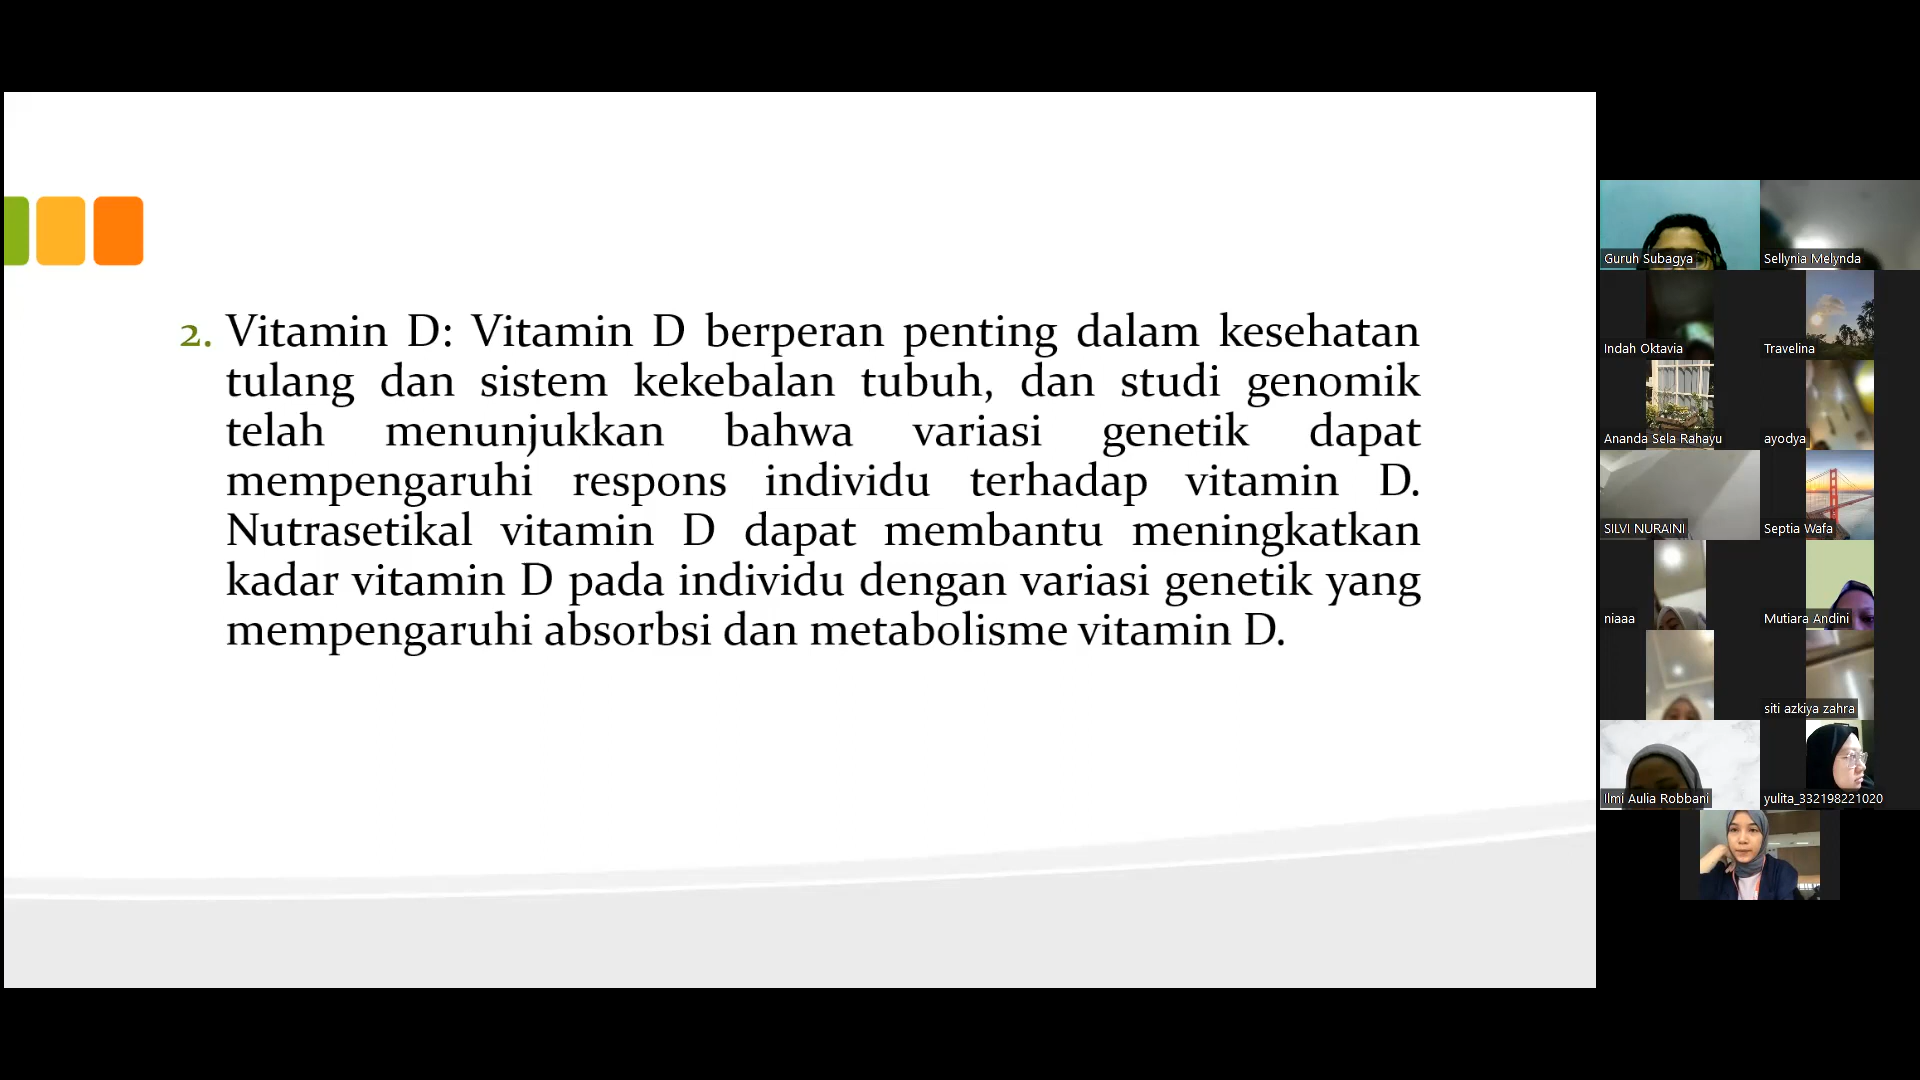 2. Vitamin D: Vitamin D berperan penting dalam kesehatan
tulang dan sistem kekebalan tubuh, dan studi genomik
telah menunjukkan bahwa variasi genetik dapat
mempengaruhi respons individu terhadap vitamin D.
Nutrasetikal vitamin D dapat membantu meningkatkan
kadar vitamin D pada individu dengan variasi genetik yang
mempengaruhi absorbsi dan metabolisme vitamin D.
Guruh Subagya
Sellynia Melynda
Indah Oktavia
Travelina
Ananda Sela Rahayu
ayodya
SILVI NURAINI
Septia Wafa
niaaa
Mutiara Andini
siti azkiya zahra
Ilmi Aulia Robbani
yulita_332198221020